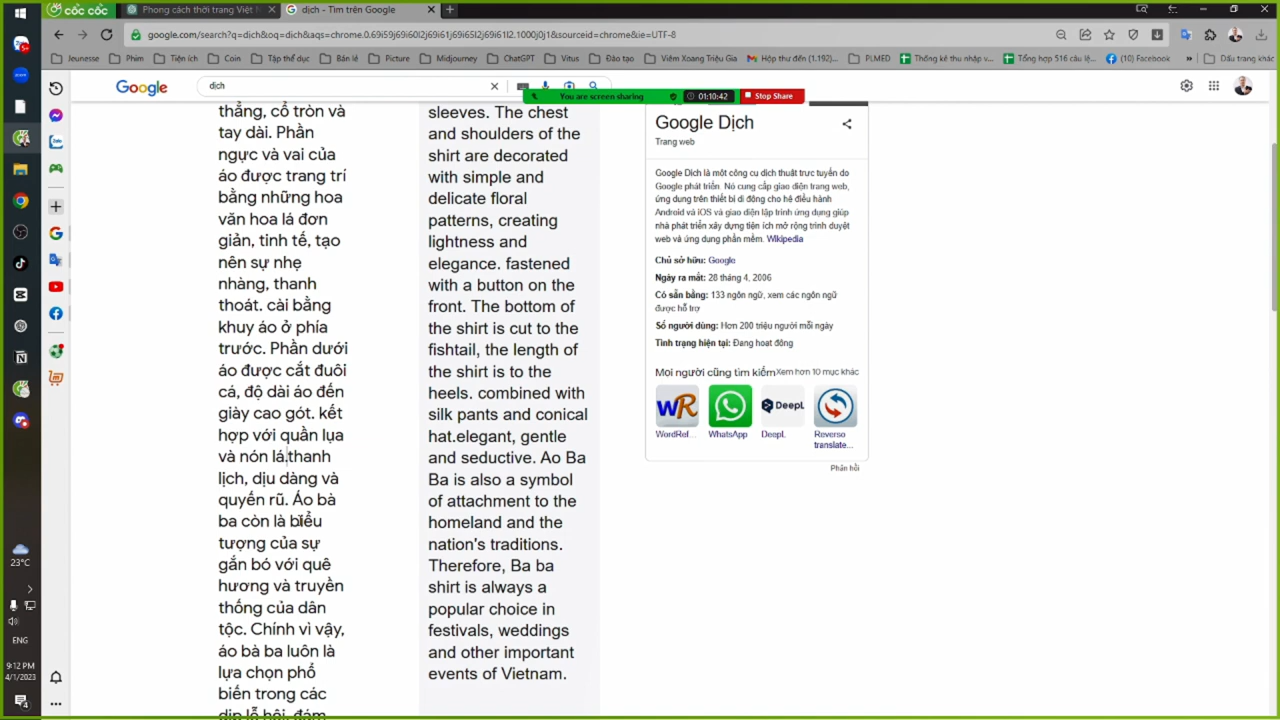 cốc cốc
Phong cách thời trang Việt N
dịch - Tìm trên Google
google.com/search?q=dich&oq=dich&aqs=chrome.0.69i59j69i60l2j69i61j69i65l2j69i61l2.1000j0j1&sourceid=chrome&ie=UTF-8
Jeunesse
Phim
Tiện ích
Coin
Tập thể dục
Bán lẻ
Picture
Midjourney
ChatGPT
Vitus
Đào tạo
Viêm Xoang Triệu Gia
Hộp thư đến (1.192)...
PLMED
Thống kê thu nhập v...
Tổng hợp 516 câu lệ...
(10) Facebook
Dấu trang khác
Google
dịch
You are screen sharing
01:10:42
Stop Share
thẳng, cổ tròn và
tay dài. Phần
ngực và vai của
áo được trang trí
bằng những hoa
văn hoa lá đơn
giản, tinh tế, tạo
nên sự nhẹ
nhàng, thanh
thoát. cài bằng
khuy áo ở phía
trước. Phần dưới
áo được cắt đuôi
cá, độ dài áo đến
giày cao gót. kết
hợp với quần lụa
và nón lá.thanh
lịch, dịu dàng và
quyến rũ. Áo bà
ba còn là biểu
tượng của sự
gắn bó với quê
hương và truyền
thống của dân
tộc. Chính vì vậy,
áo bà ba luôn là
lựa chọn phổ
biến trong các
dịp lễ hội, đám
sleeves. The chest
and shoulders of the
shirt are decorated
with simple and
delicate floral
patterns, creating
lightness and
elegance. fastened
with a button on the
front. The bottom of
the shirt is cut to the
fishtail, the length of
the shirt is to the
heels. combined with
silk pants and conical
hat.elegant, gentle
and seductive. Ao Ba
Ba is also a symbol
of attachment to the
homeland and the
nation's traditions.
Therefore, Ba ba
shirt is always a
popular choice in
festivals, weddings
and other important
events of Vietnam.
Google Dịch
Trang web
Google Dịch là một công cụ dịch thuật trực tuyến do
Google phát triển. Nó cung cấp giao diện trang web,
ứng dụng trên thiết bị di động cho hệ điều hành
Android và iOS và giao diện lập trình ứng dụng giúp
nhà phát triển xây dựng tiện ích mở rộng trình duyệt
web và ứng dụng phần mềm. Wikipedia
Chủ sở hữu: Google
Ngày ra mắt: 28 tháng 4, 2006
Có sẵn bằng: 133 ngôn ngữ, xem các ngôn ngữ
được hỗ trợ
Số người dùng: Hơn 200 triệu người mỗi ngày
Tình trạng hiện tại: Đang hoạt động
Mọi người cũng tìm kiếm
Xem hơn 10 mục khác
DeepL
WordRef...
WhatsApp
DeepL
Reverso
translate...
Phản hồi
23°C
ENG
9:12 PM
4/1/2023